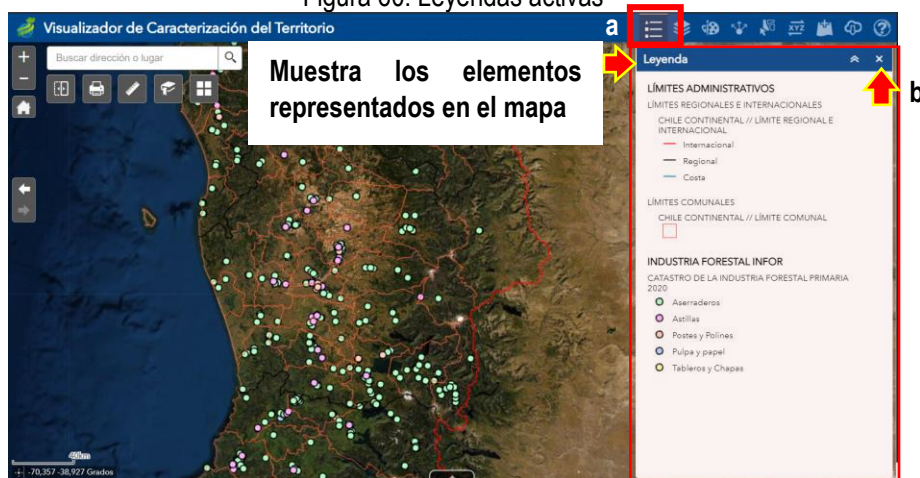 Figura 60. Leyendas activas
Visualizador de Caracterización del Territorio
a
XYZ
?
+
Buscar dirección o lugar
−
Muestra los elementos
representados en el mapa
Leyenda
b
LÍMITES ADMINISTRATIVOS
LÍMITES REGIONALES E INTERNACIONALES
CHILE CONTINENTAL // LÍMITE REGIONAL E
INTERNACIONAL
Internacional
Regional
Costa
LÍMITES COMUNALES
CHILE CONTINENTAL // LÍMITE COMUNAL
INDUSTRIA FORESTAL INFOR
CATASTRO DE LA INDUSTRIA FORESTAL PRIMARIA
2020
Aserraderos
Astillas
Postes y Polines
Pulpa y papel
Tableros y Chapas
40km
-70,357 -38,927 Grados